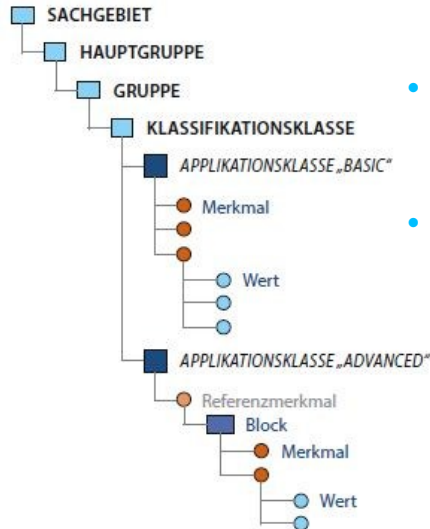 SACHGEBIET
HAUPTGRUPPE
GRUPPE
KLASSIFIKATIONSKLASSE
APPLIKATIONSKLASSE „BASIC“
Merkmal
Wert
APPLIKATIONSKLASSE „ADVANCED“
Referenzmerkmal
Block
Merkmal
Wert